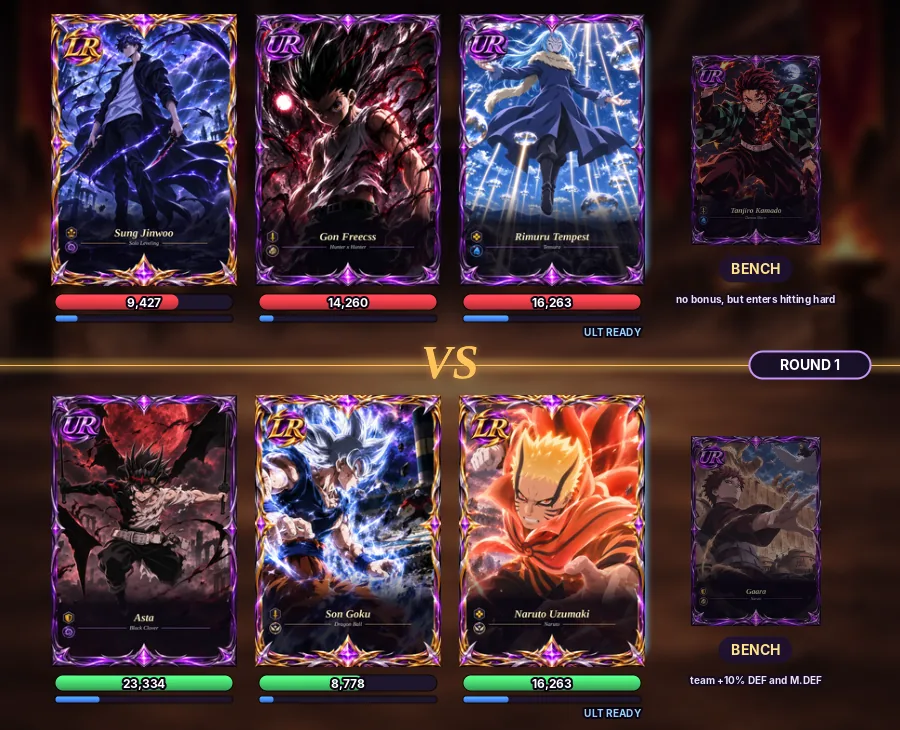 LR
UR
UR
UR
Sung Jinwoo
Solo Leveling
Gon Freecss
Hunter x Hunter
Rimuru Tempest
Tensura
Tanjiro Kamado
BENCH
9,427
14,260
16,263
no bonus, but enters hitting hard
ULT READY
VS
ROUND 1
UR
LR
LR
UR
Asta
Black Clover
Son Goku
Dragon Ball
Naruto Uzumaki
Naruto
Gaara
Naruto
BENCH
23,334
8,778
16,263
team +10% DEF and M.DEF
ULT READY